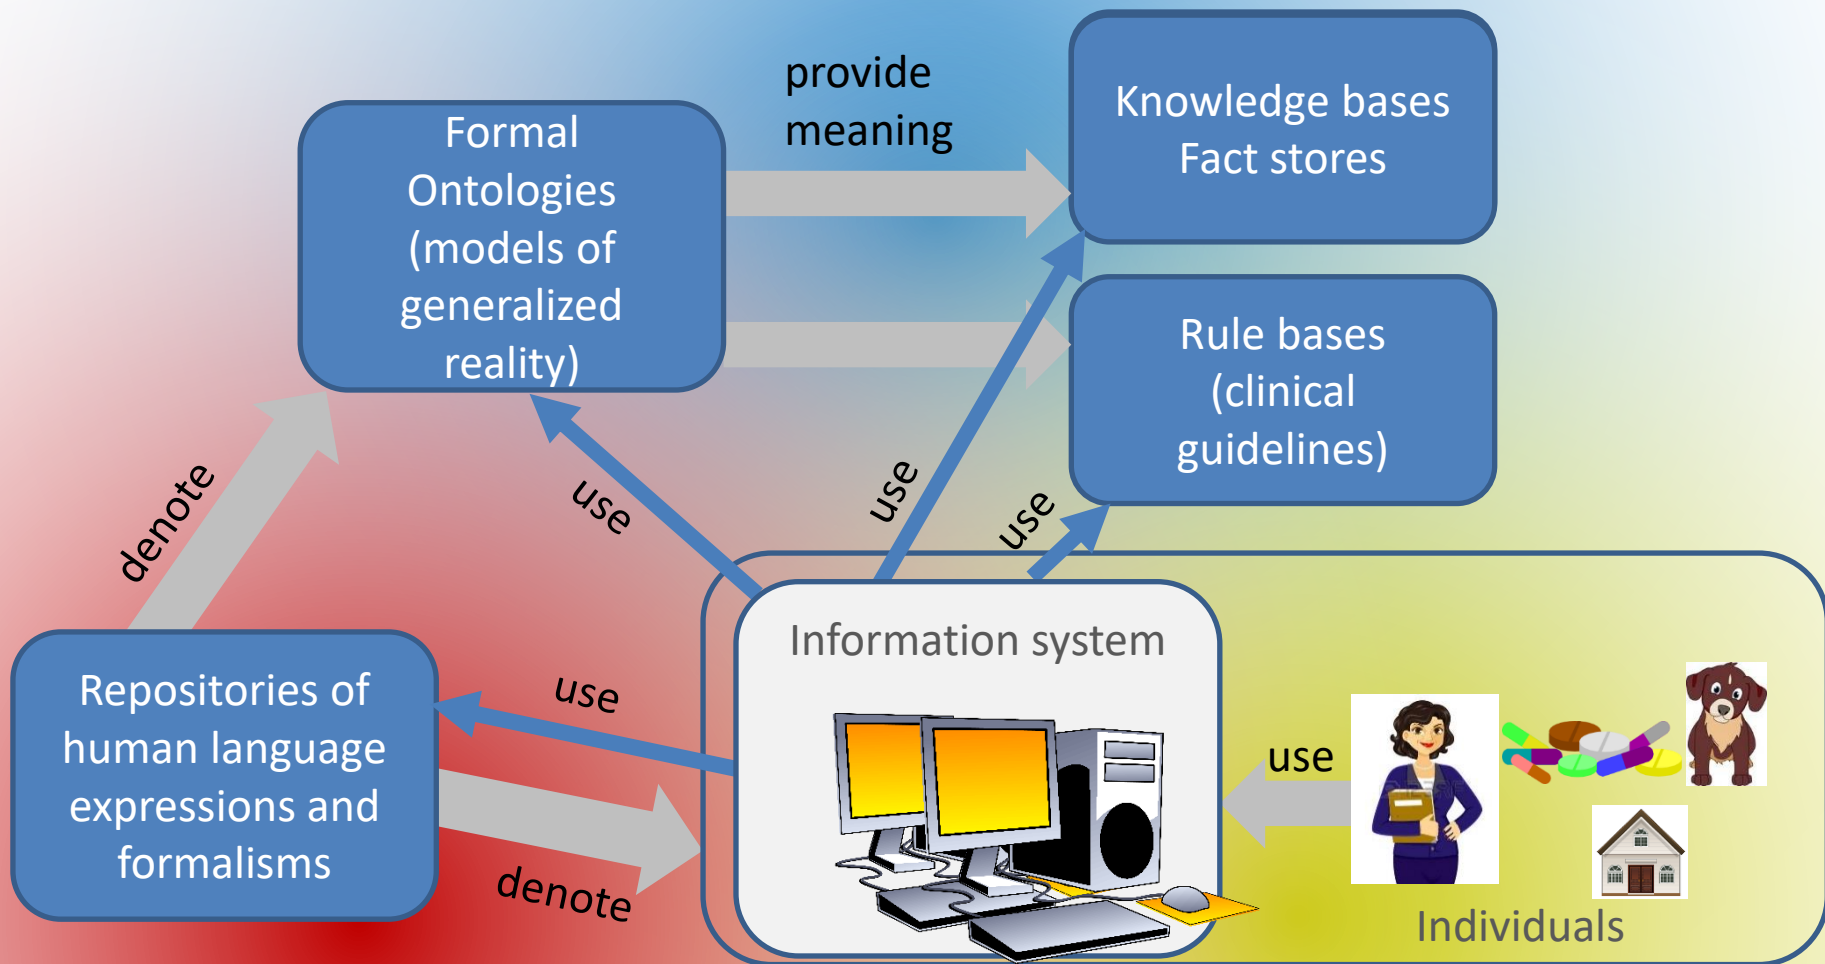 provide
meaning
Knowledge bases
Fact stores
Formal
Ontologies
(models of
generalized
reality)
Rule bases
(clinical
guidelines)
denote
use
use
use
Information system
Repositories of
human language
expressions and
formalisms
use
use
denote
Individuals